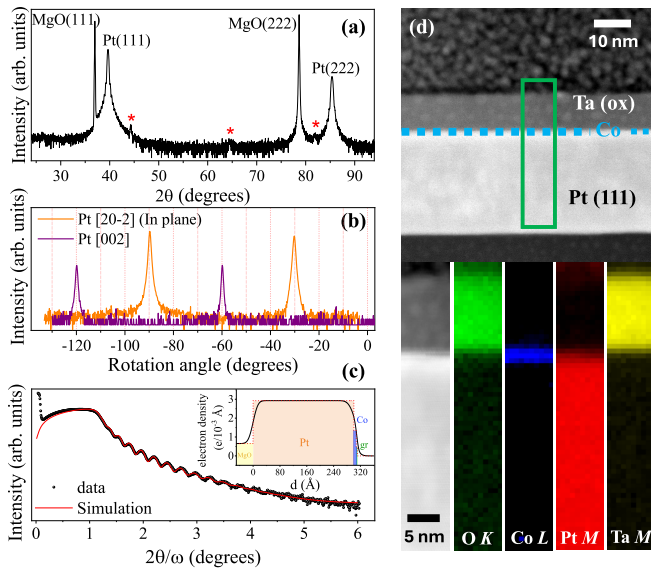 (a)
MgO(111)
Pt(111)
MgO(222)
Pt(222)
*
*
*
Intensity (arb. units)
30 40 50 60 70 80 90
2θ (degrees)
(b)
Pt [20-2] (In plane)
Pt [002]
Intensity (arb. units)
-120 -100 -80 -60 -40 -20 0
Rotation angle (degrees)
(c)
Intensity (arb. units)
data
Simulation
0 1 2 3 4 5 6
2θ/ω (degrees)
electron density
(e/10⁻³ Å)
3
2
1
0
MgO
Pt
Co
gr
-80 0 80 160 240 320 400
d (Å)
(d)
10 nm
Ta (ox)
Co
Pt (111)
5 nm
O K
Co L
Pt M
Ta M